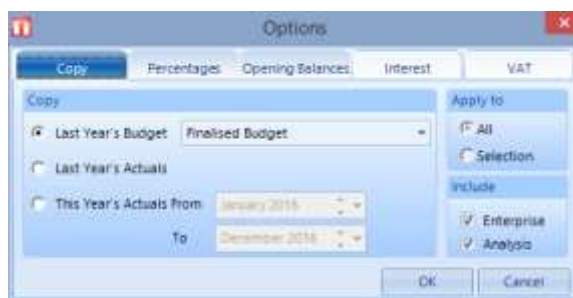 Options
Copy Percentages Opening Balances Interest VAT
Copy
Last Year's Budget Finalised Budget
Last Year's Actuals
This Year's Actuals From January 2016
To December 2016
Apply to
All
Selection
Include
Enterprise
Analysis
OK Cancel